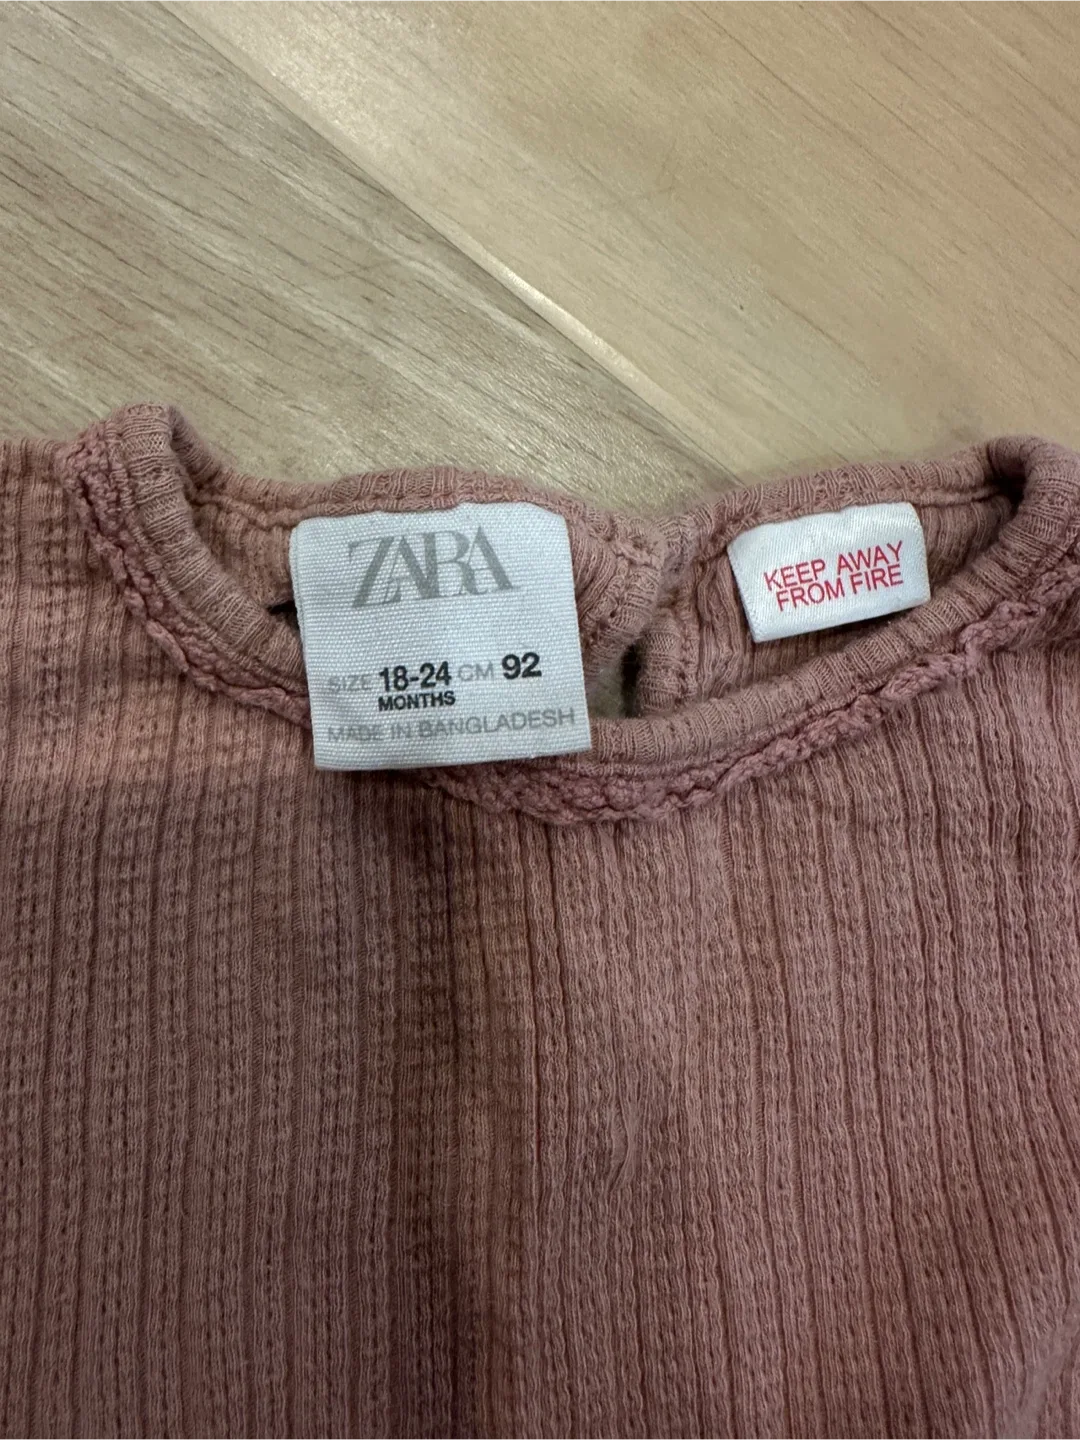 ZARA
SIZE 18-24 CM 92
MONTHS
MADE IN BANGLADESH
KEEP AWAY
FROM FIRE